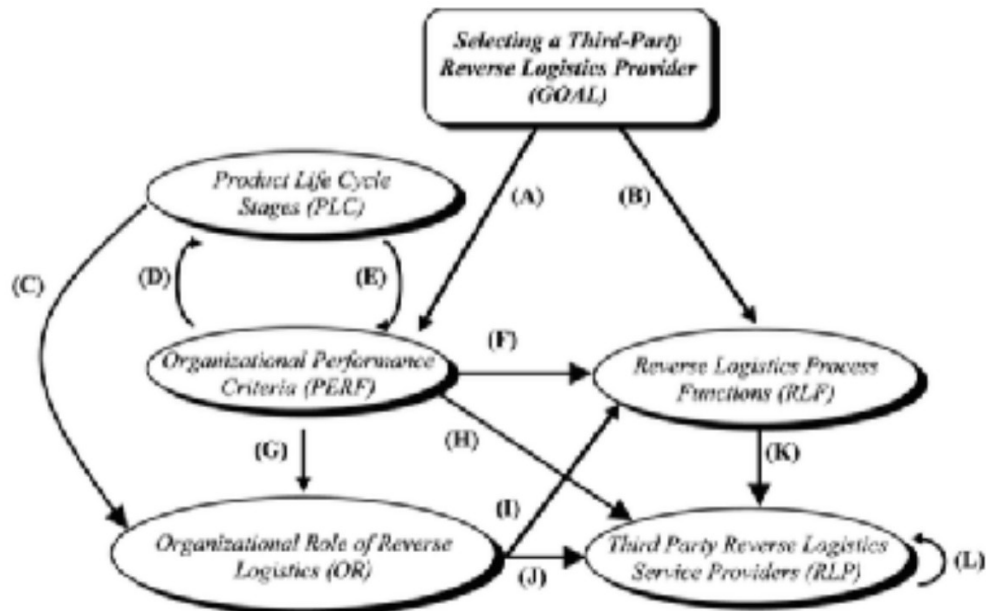 Selecting a Third-Party
Reverse Logistics Provider
(GOAL)
Product Life Cycle
Stages (PLC)
(A)
(B)
(C)
(D)
(E)
Organizational Performance
Criteria (PERF)
(F)
Reverse Logistics Process
Functions (RLF)
(G)
(H)
(K)
(I)
Organizational Role of Reverse
Logistics (OR)
(J)
Third Party Reverse Logistics
Service Providers (RLP)
(L)